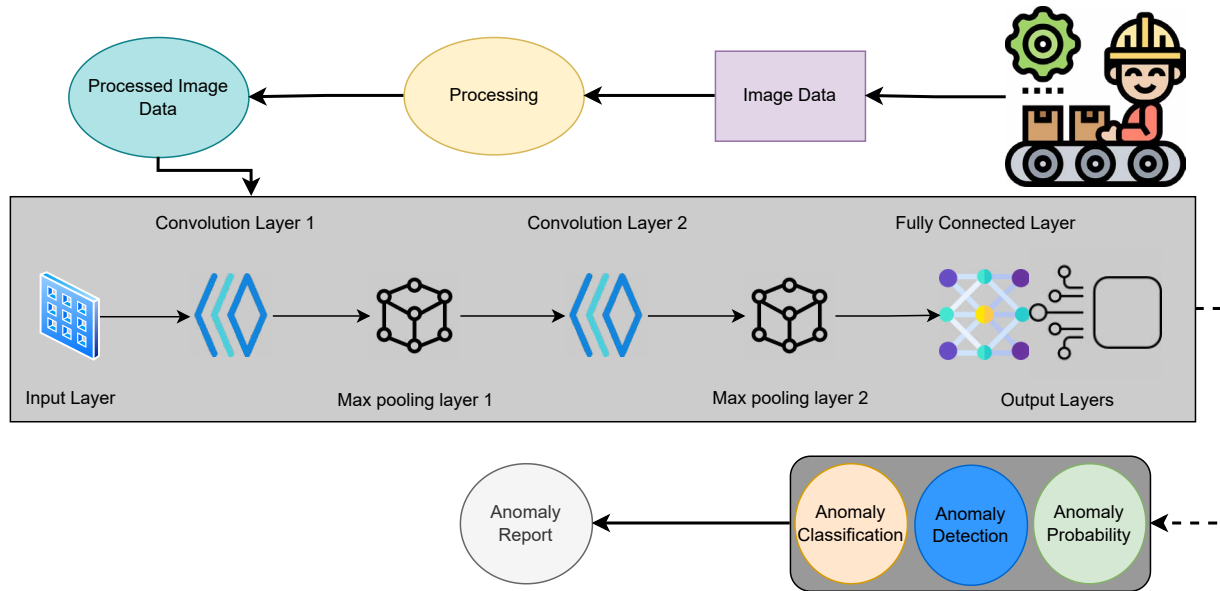 Processed Image
Data
Processing
Image Data
Convolution Layer 1
Convolution Layer 2
Fully Connected Layer
Input Layer
Max pooling layer 1
Max pooling layer 2
Output Layers
Anomaly
Report
Anomaly
Classification
Anomaly
Detection
Anomaly
Probability